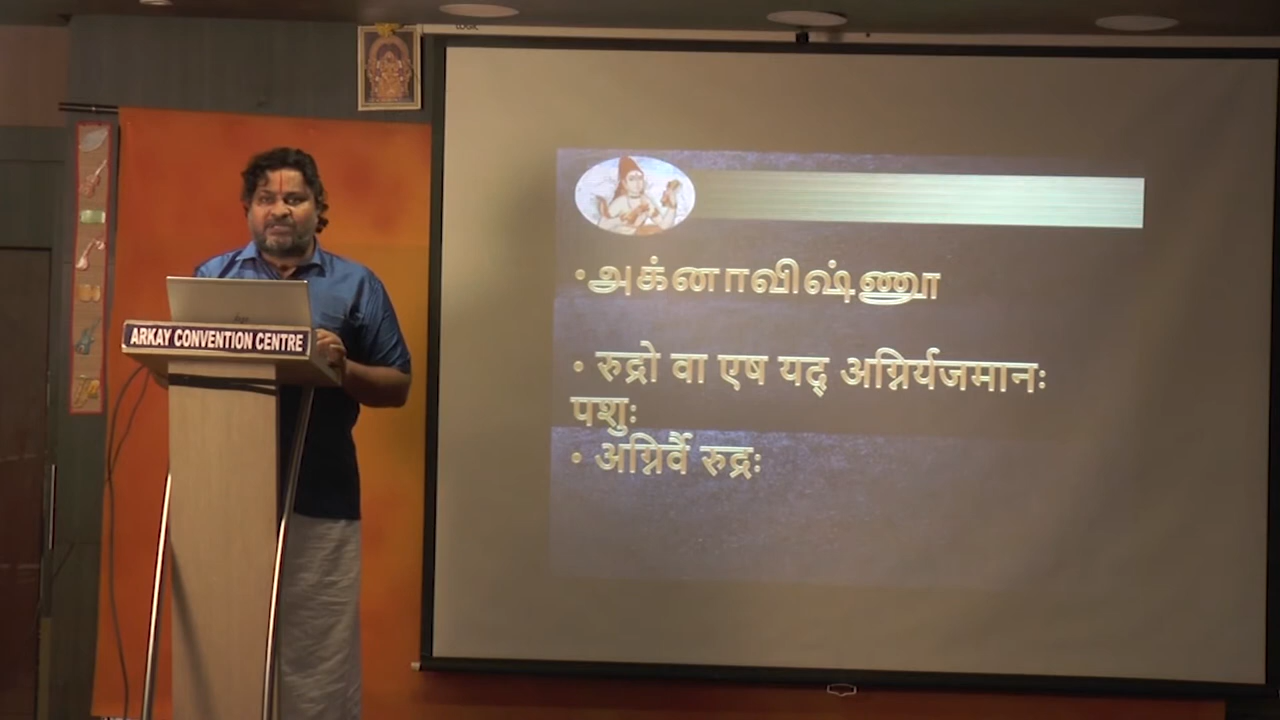 ARKAY CONVENTION CENTRE
•அக்னாவிஷ்ணூ
• रुद्रो वा एष यद् अग्निर्यजमानः
पशुः
• अग्निर्वै रुद्रः